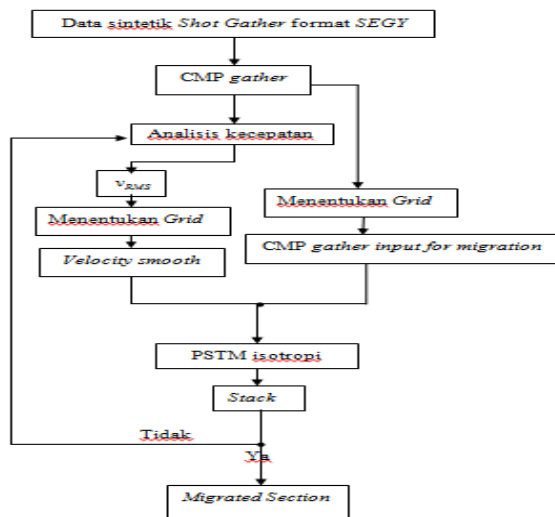 Data sintetik Shot Gather format SEGY
CMP gather
Analisis kecepatan
vRMS
Menentukan Grid
Velocity smooth
Menentukan Grid
CMP gather input for migration
PSTM isotropi
Stack
Tidak
Ya
Migrated Section